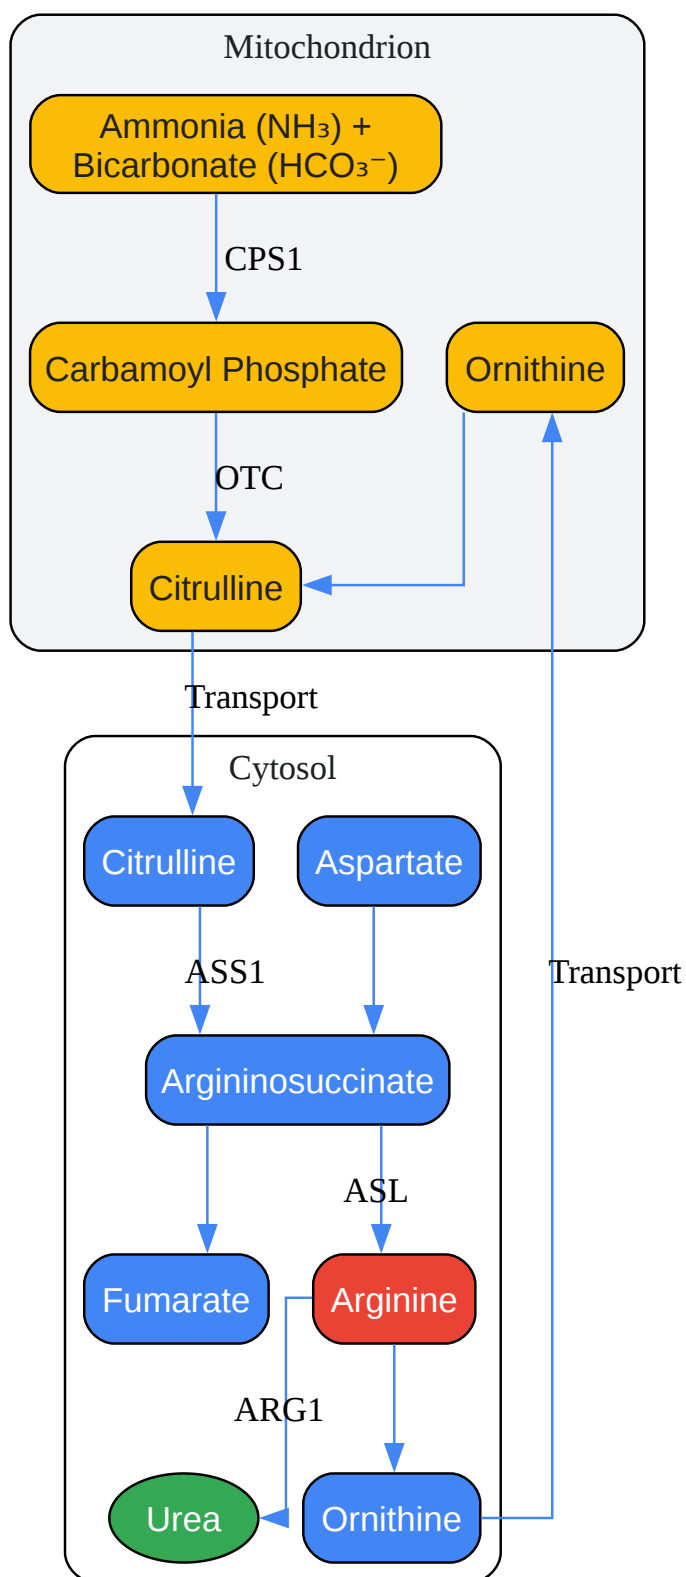 Mitochondrion
Ammonia (NH₃) +
Bicarbonate (HCO₃⁻)
CPS1
Carbamoyl Phosphate
Ornithine
OTC
Citrulline
Transport
Cytosol
Citrulline
Aspartate
ASS1
Transport
Argininosuccinate
ASL
Fumarate
Arginine
ARG1
Urea
Ornithine